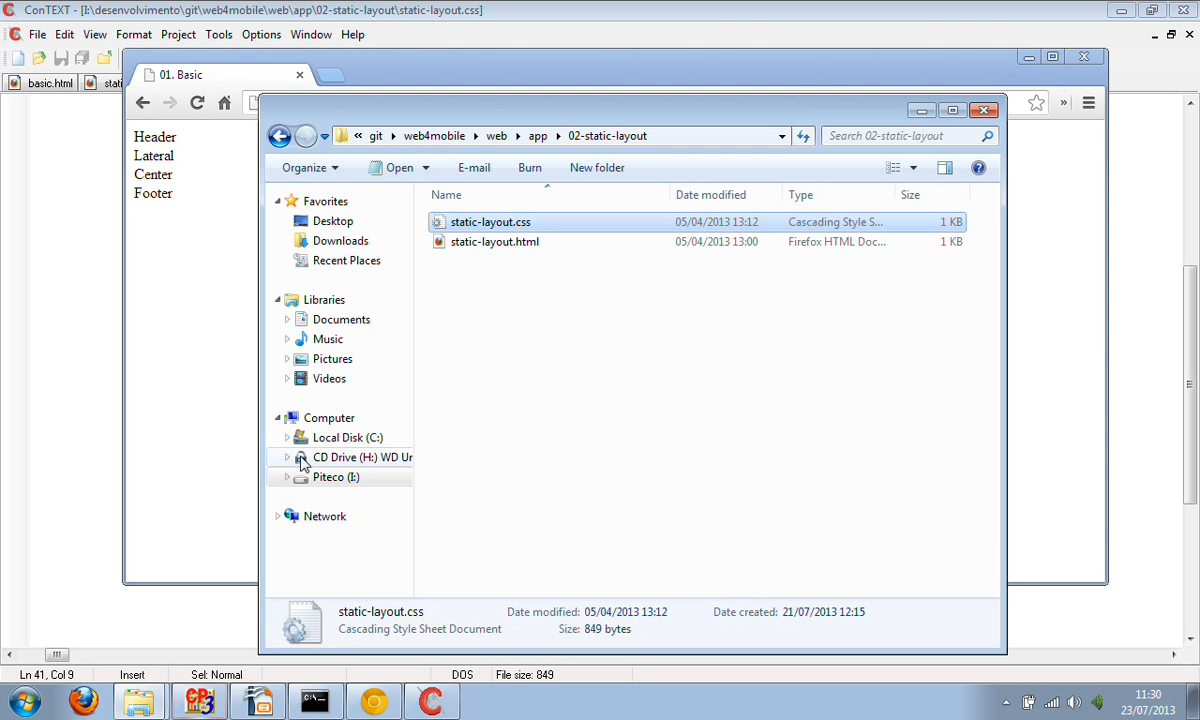 ConTEXT - [I:\desenvolvimento\git\web4mobile\web\app\02-static-layout\static-layout.css]
File Edit View Format Project Tools Options Window Help
basic.html stati
01. Basic
Header
Lateral
Center
Footer
« git web4mobile web app 02-static-layout Search 02-static-layout
Organize Open E-mail Burn New folder
Name Date modified Type Size
static-layout.css 05/04/2013 13:12 Cascading Style S... 1 KB
static-layout.html 05/04/2013 13:00 Firefox HTML Doc... 1 KB
Favorites
Desktop
Downloads
Recent Places
Libraries
Documents
Music
Pictures
Videos
Computer
Local Disk (C:)
CD Drive (H:) WD Ur
Piteco (I:)
Network
static-layout.css Date modified: 05/04/2013 13:12 Date created: 21/07/2013 12:15
Cascading Style Sheet Document Size: 849 bytes
Ln 41, Col 9 Insert Sel: Normal DOS File size: 849
11:30
23/07/2013